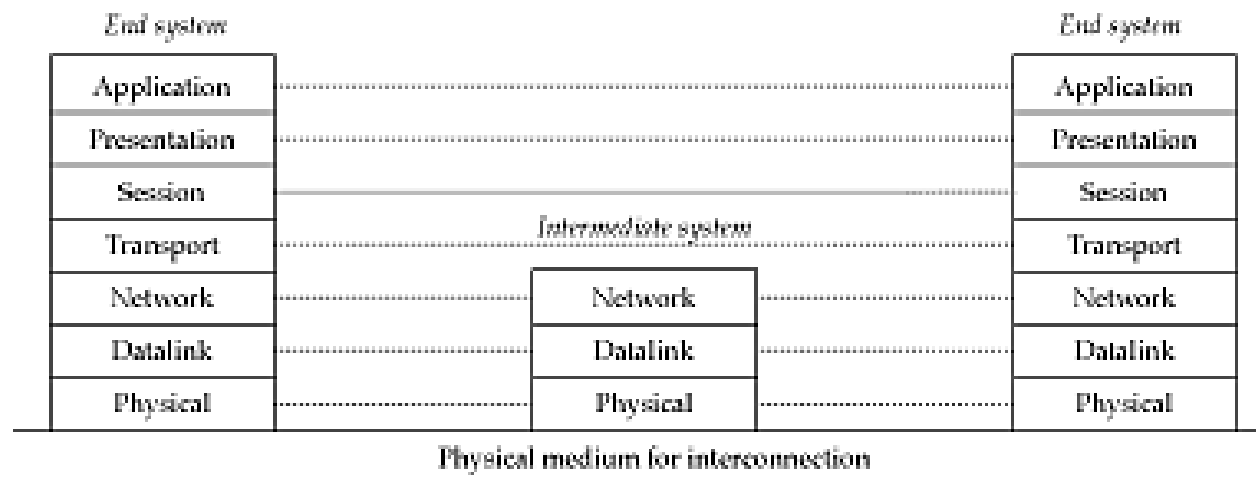 End system End system
Application Application
Presentation Presentation
Session Session
Intermediate system
Transport Transport
Network Network Network
Datalink Datalink Datalink
Physical Physical Physical
Physical medium for interconnection